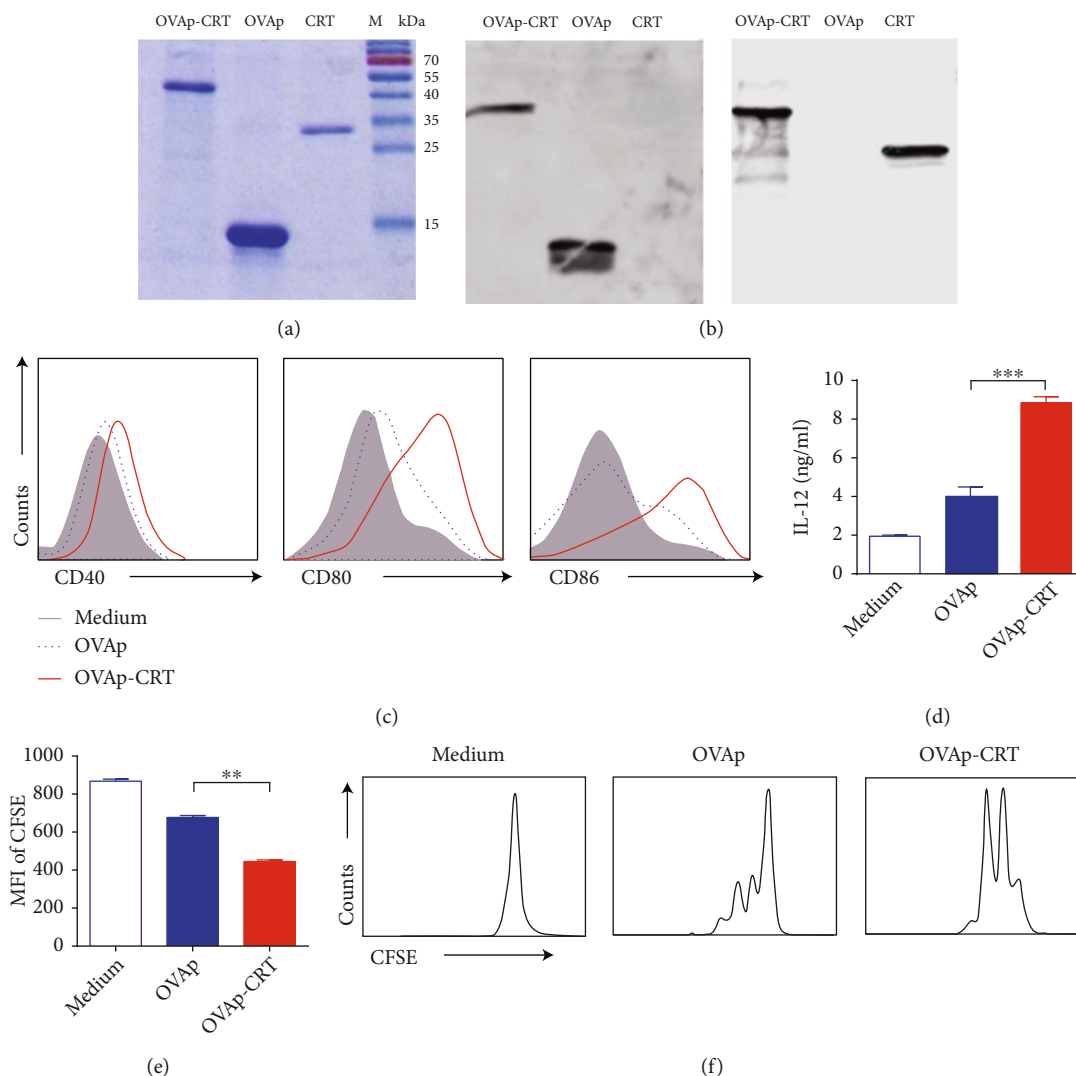 OVAp-CRT OVAp CRT M kDa
70
55
40
35
25
15
(a)
OVAp-CRT OVAp CRT
OVAp-CRT OVAp CRT
(b)
Counts
CD40
CD80
CD86
Medium
OVAp
OVAp-CRT
(c)
IL-12 (ng/ml)
10
8
6
4
2
0
***
Medium
OVAp
OVAp-CRT
(d)
MFI of CFSE
1000
800
600
400
200
0
**
Medium
OVAp
OVAp-CRT
(e)
Medium
OVAp
OVAp-CRT
Counts
CFSE
(f)